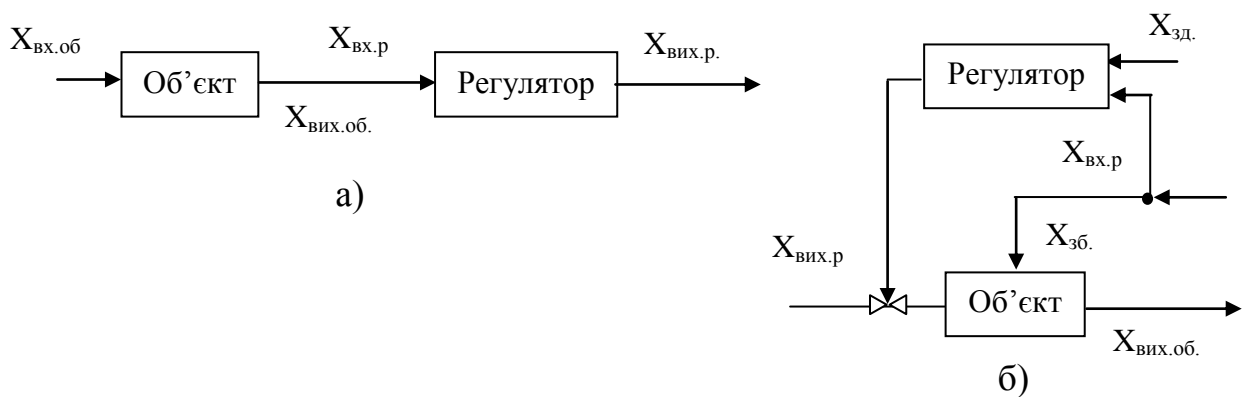 Xвх.об
Об’єкт
Xвх.р
Xвих.об.
Регулятор
Xвих.р.
а)
Xзд.
Регулятор
Xвх.р
Xзб.
Xвих.р
Об’єкт
Xвих.об.
б)